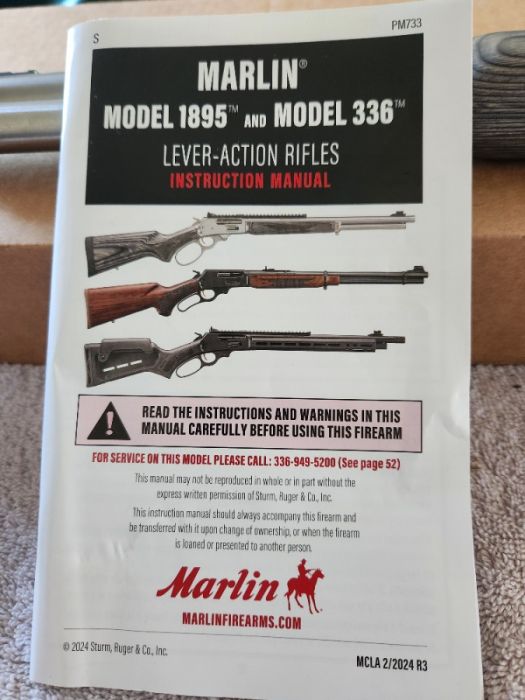 S
PM733
MARLIN®
MODEL 1895™ AND MODEL 336™
LEVER-ACTION RIFLES
INSTRUCTION MANUAL
READ THE INSTRUCTIONS AND WARNINGS IN THIS
MANUAL CAREFULLY BEFORE USING THIS FIREARM
FOR SERVICE ON THIS MODEL PLEASE CALL: 336-949-5200 (See page 52)
This manual may not be reproduced in whole or in part without the
express written permission of Sturm, Ruger & Co., Inc.
This instruction manual should always accompany this firearm and
be transferred with it upon change of ownership, or when the firearm
is loaned or presented to another person.
Marlin
MARLINFIREARMS.COM
© 2024 Sturm, Ruger & Co., Inc.
MCLA 2/2024 R3